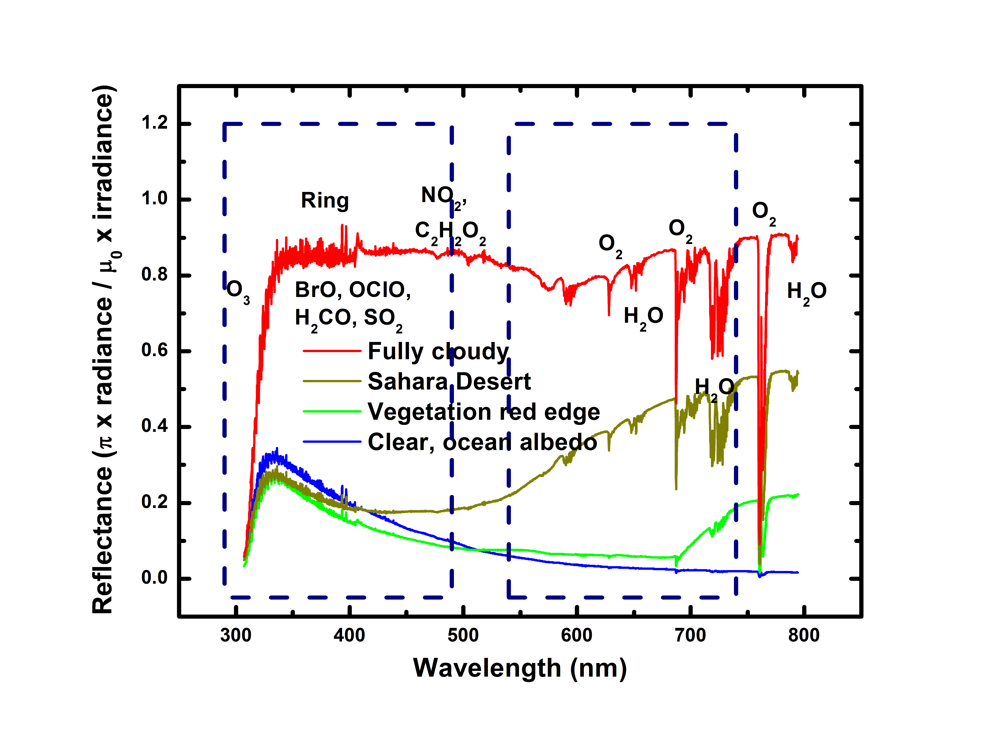 Reflectance (π x radiance / μ₀ x irradiance)
1.2
1.0
0.8
0.6
0.4
0.2
0.0
Ring
NO₂,
C₂H₂O₂
O₂
O₂
O₂
O₃
BrO, OClO,
H₂CO, SO₂
H₂O
H₂O
H₂O
Fully cloudy
Sahara Desert
Vegetation red edge
Clear, ocean albedo
300 400 500 600 700 800
Wavelength (nm)